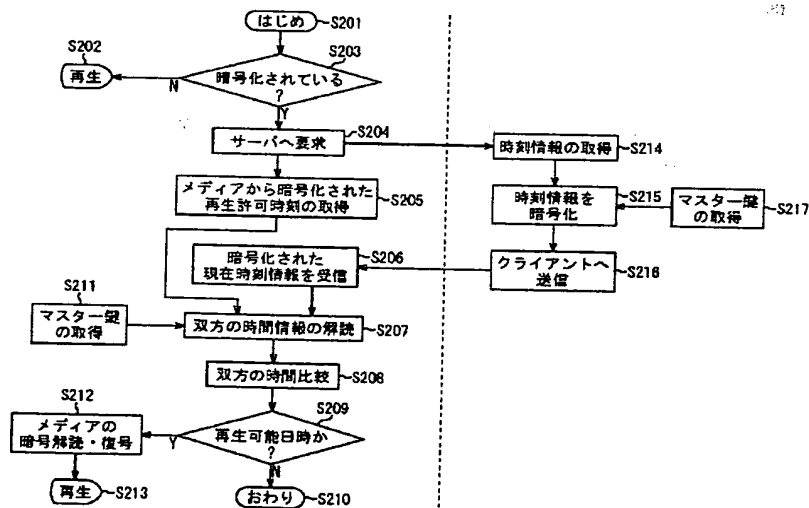 はじめ
S201
S202
S203
再生
N
暗号化されている
?
Y
サーバへ要求
S204
時刻情報の取得
S214
メディアから暗号化された
再生許可時刻の取得
S205
時刻情報を
暗号化
S215
マスター鍵
の取得
S217
暗号化された
現在時刻情報を受信
S206
クライアントへ
送信
S216
S211
マスター鍵
の取得
双方の時間情報の解読
S207
双方の時間比較
S208
S212
メディアの
暗号解読・復号
S209
再生可能日時か
?
Y
N
再生
S213
おわり
S210